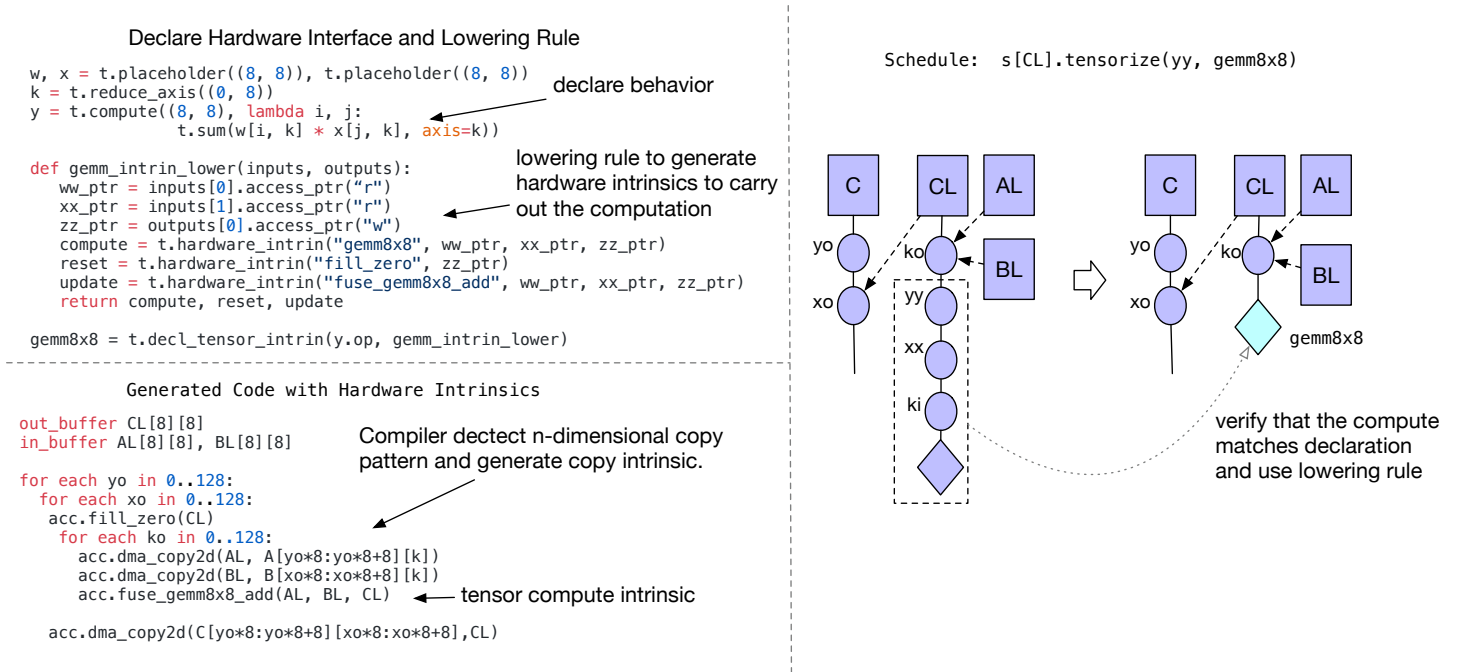 Declare Hardware Interface and Lowering Rule
w, x = t.placeholder((8, 8)), t.placeholder((8, 8))
k = t.reduce_axis((0, 8))
y = t.compute((8, 8), lambda i, j:
t.sum(w[i, k] * x[j, k], axis=k))
declare behavior
def gemm_intrin_lower(inputs, outputs):
ww_ptr = inputs[0].access_ptr(“r")
xx_ptr = inputs[1].access_ptr("r")
zz_ptr = outputs[0].access_ptr("w")
compute = t.hardware_intrin("gemm8x8", ww_ptr, xx_ptr, zz_ptr)
reset = t.hardware_intrin("fill_zero", zz_ptr)
update = t.hardware_intrin("fuse_gemm8x8_add", ww_ptr, xx_ptr, zz_ptr)
return compute, reset, update
lowering rule to generate
hardware intrinsics to carry
out the computation
gemm8x8 = t.decl_tensor_intrin(y.op, gemm_intrin_lower)
Generated Code with Hardware Intrinsics
out_buffer CL[8][8]
in_buffer AL[8][8], BL[8][8]
Compiler dectect n-dimensional copy
pattern and generate copy intrinsic.
for each yo in 0..128:
for each xo in 0..128:
acc.fill_zero(CL)
for each ko in 0..128:
acc.dma_copy2d(AL, A[yo*8:yo*8+8][k])
acc.dma_copy2d(BL, B[xo*8:xo*8+8][k])
acc.fuse_gemm8x8_add(AL, BL, CL)
tensor compute intrinsic
acc.dma_copy2d(C[yo*8:yo*8+8][xo*8:xo*8+8],CL)
Schedule: s[CL].tensorize(yy, gemm8x8)
C
CL
AL
yo
ko
BL
xo
yy
xx
ki
C
CL
AL
yo
ko
BL
xo
gemm8x8
verify that the compute
matches declaration
and use lowering rule